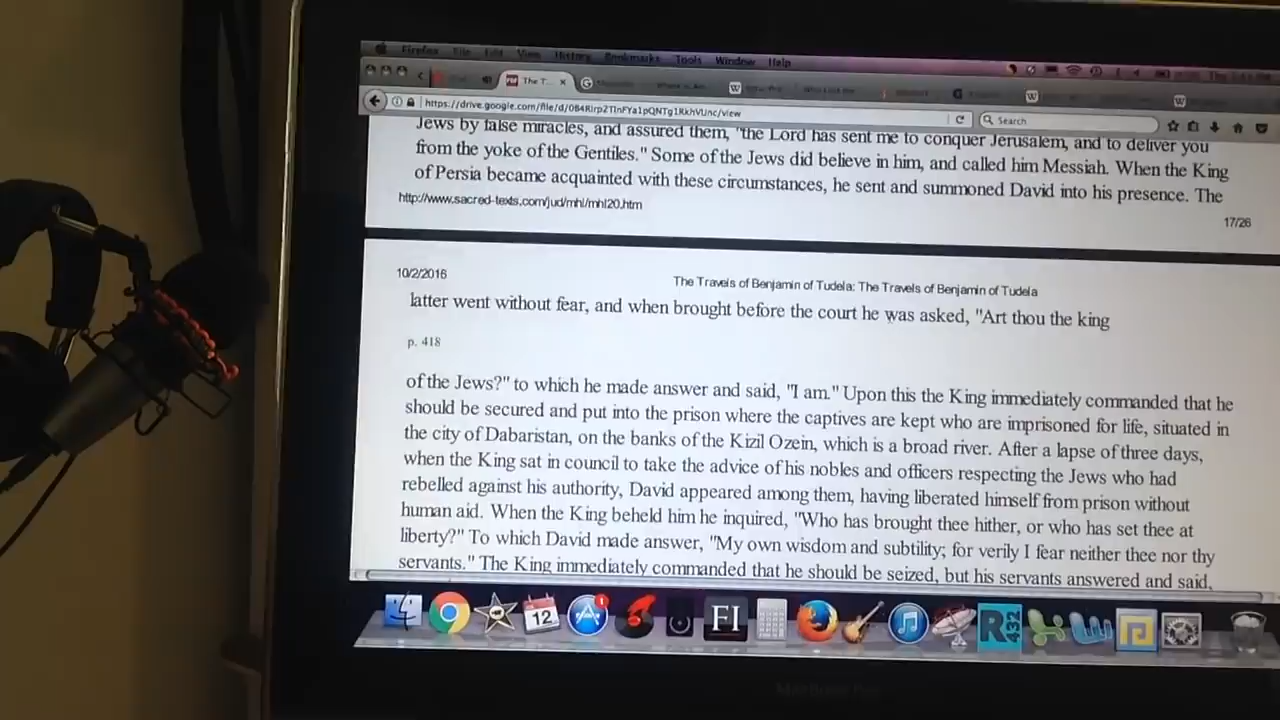 Firefox File Edit View History Bookmarks Tools Window Help
The T...
https://drive.google.com/file/d/0B4RIrp2TInFYa1pQNTg1RkhVUnc/view
Search
Jews by false miracles, and assured them, "the Lord has sent me to conquer Jerusalem, and to deliver you
from the yoke of the Gentiles." Some of the Jews did believe in him, and called him Messiah. When the King
of Persia became acquainted with these circumstances, he sent and summoned David into his presence. The
http://www.sacred-texts.com/jud/mhl/mhl20.htm
17/26
10/2/2016
The Travels of Benjamin of Tudela: The Travels of Benjamin of Tudela
latter went without fear, and when brought before the court he was asked, "Art thou the king
p. 418
of the Jews?" to which he made answer and said, "I am." Upon this the King immediately commanded that he
should be secured and put into the prison where the captives are kept who are imprisoned for life, situated in
the city of Dabaristan, on the banks of the Kizil Ozein, which is a broad river. After a lapse of three days,
when the King sat in council to take the advice of his nobles and officers respecting the Jews who had
rebelled against his authority, David appeared among them, having liberated himself from prison without
human aid. When the King beheld him he inquired, "Who has brought thee hither, or who has set thee at
liberty?" To which David made answer, "My own wisdom and subtility; for verily I fear neither thee nor thy
servants." The King immediately commanded that he should be seized, but his servants answered and said,
12
1
FI
R
432
MacBook Pro